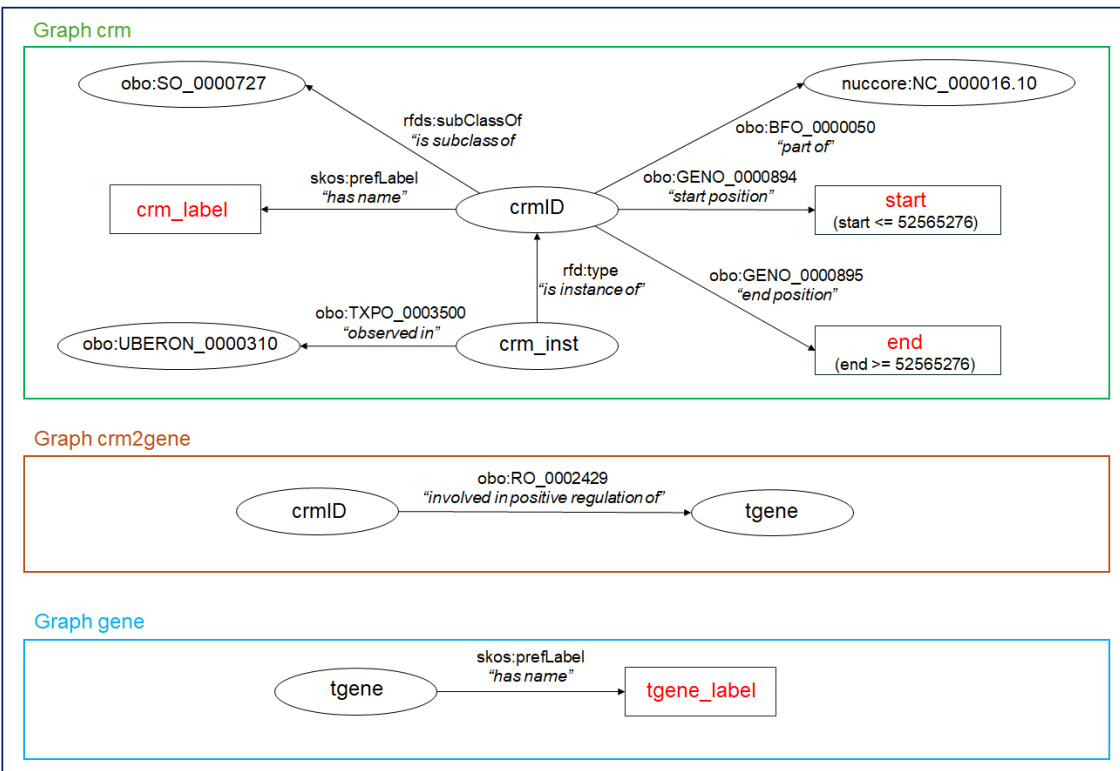 Graph crm
obo:SO_0000727
nuccore:NC_000016.10
rfds:subClassOf
"is subclass of
obo:BFO_0000050
"part of"
skos:prefLabel
"has name"
obo:GENO_0000894
"start position"
crm_label
crmID
start
(start <= 52565276)
rfd:type
"is instance of"
obo:GENO_0000895
"end position"
obo:TXPO_0003500
"observed in"
obo:UBERON_0000310
crm_inst
end
(end >= 52565276)
Graph crm2gene
obo:RO_0002429
"involved in positive regulation of"
crmID
tgene
Graph gene
skos:prefLabel
"has name"
tgene
tgene_label